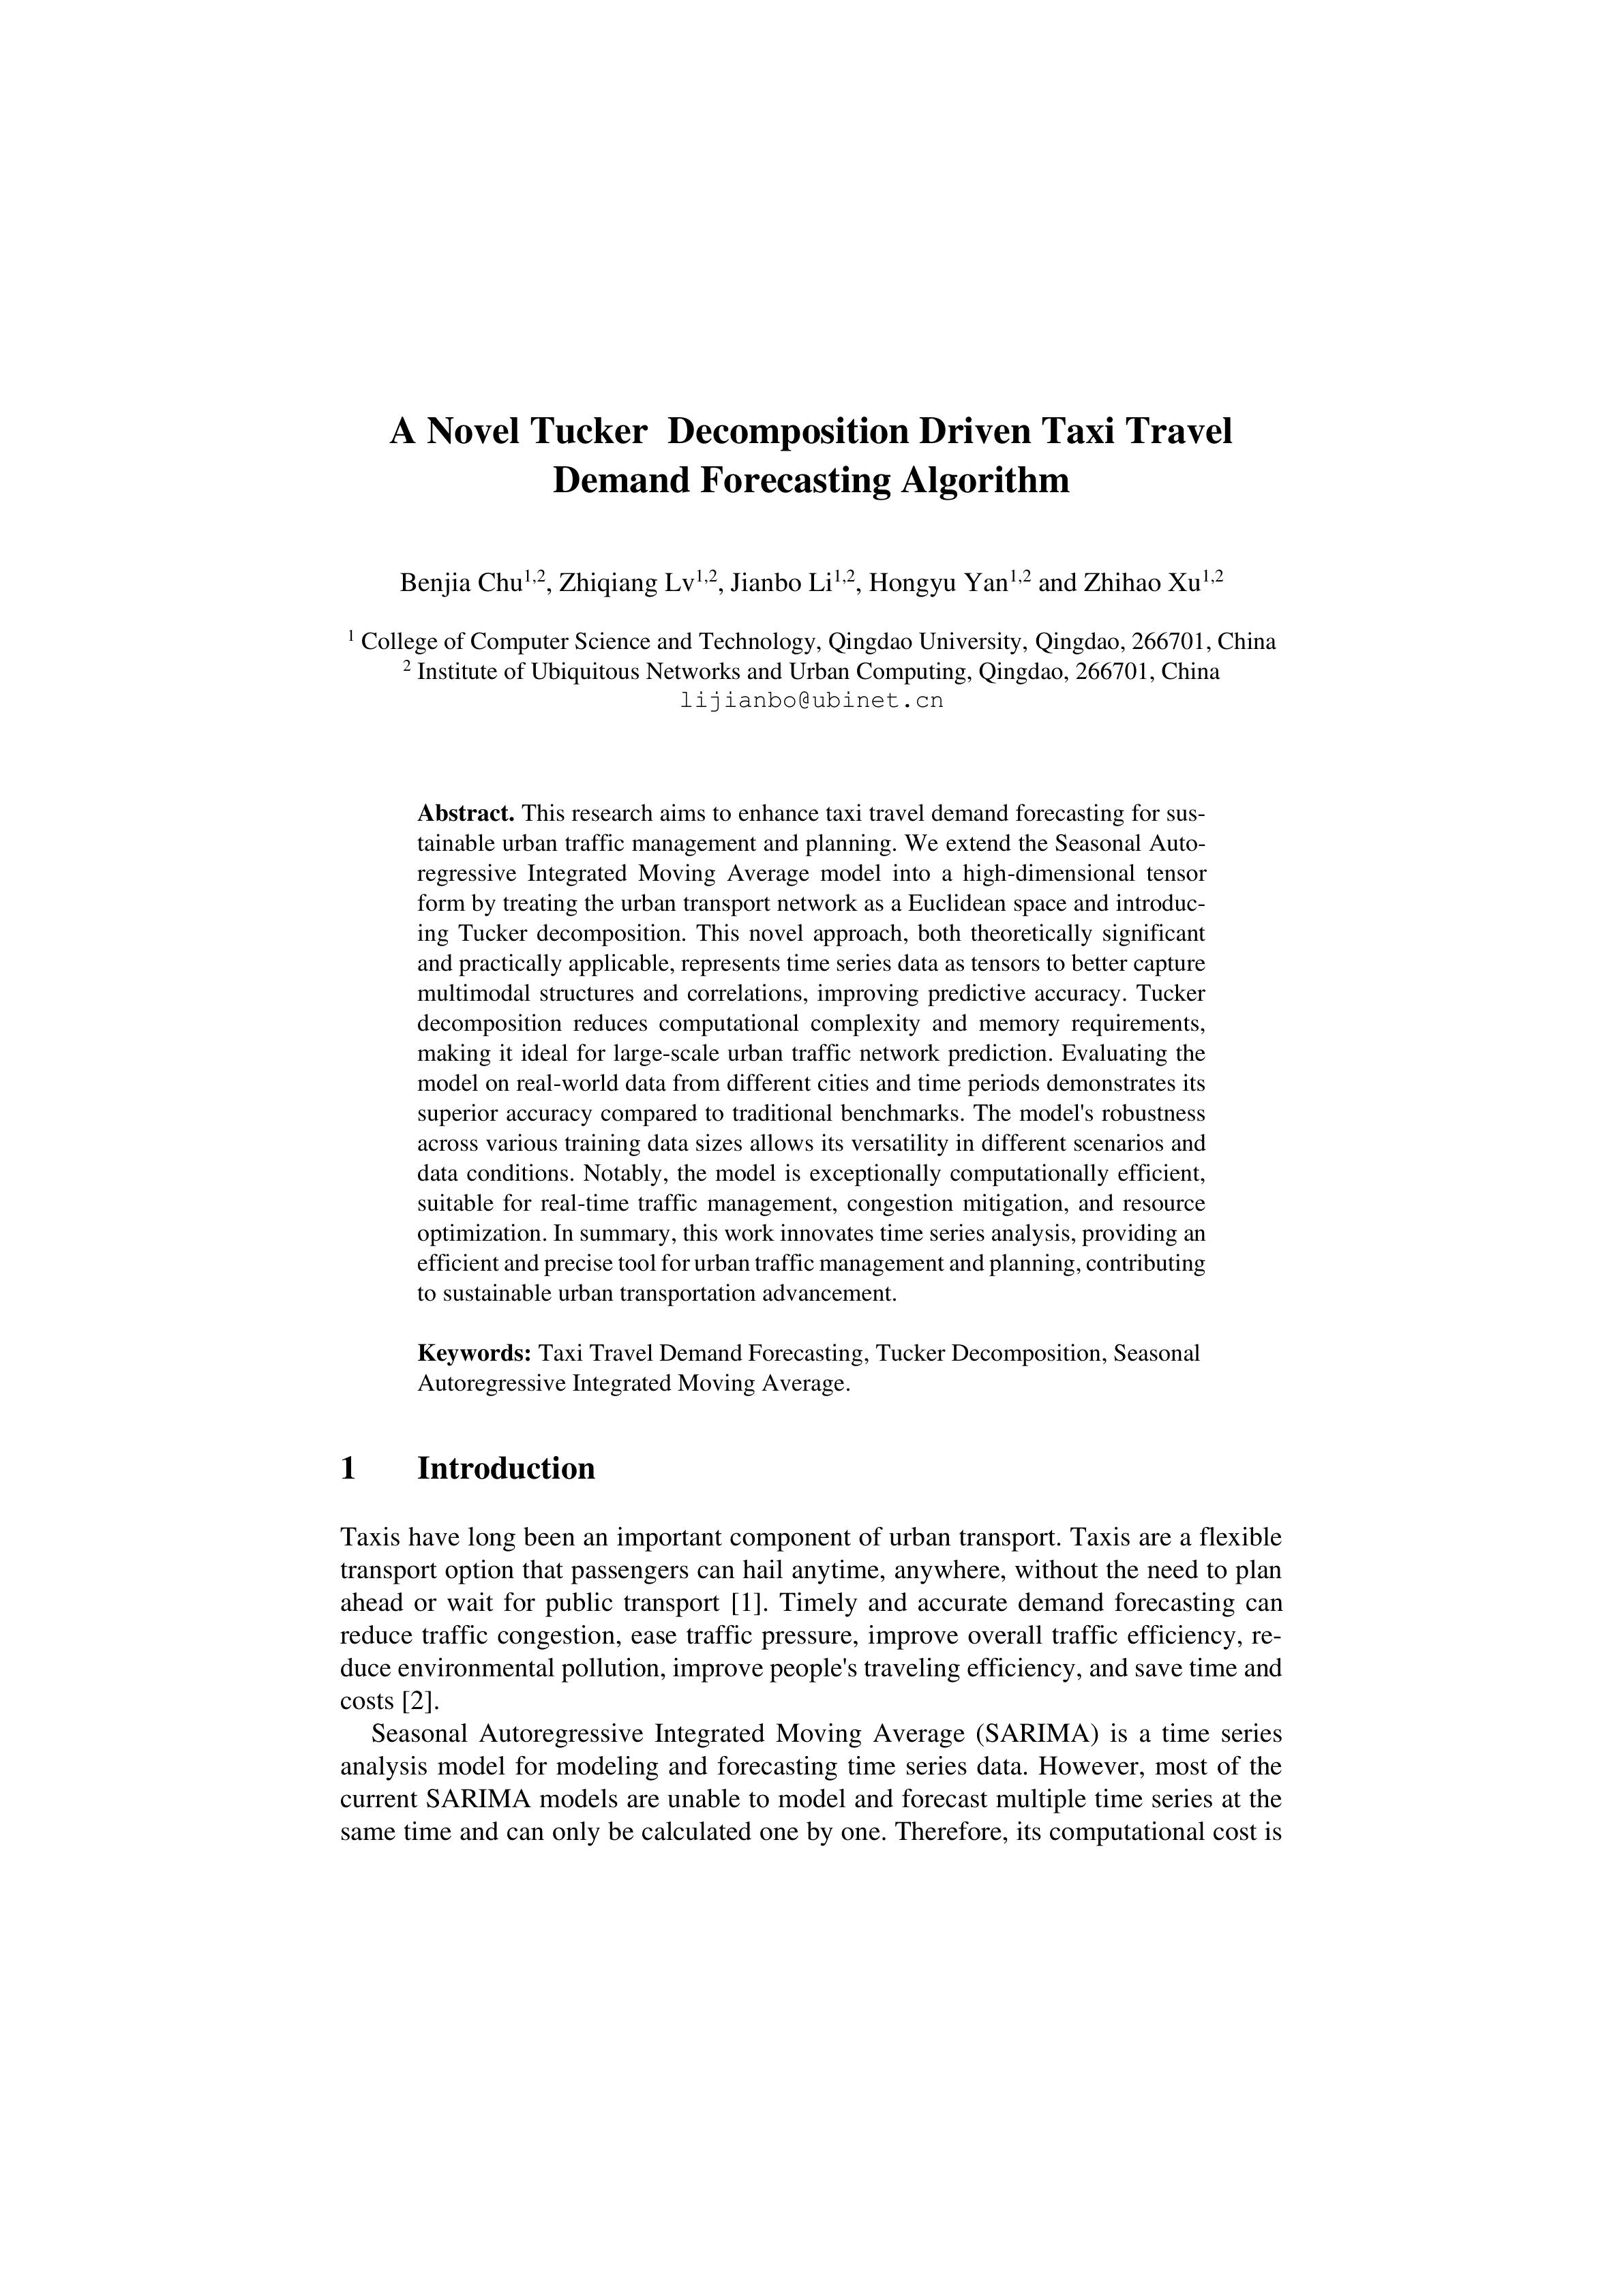 A Novel Tucker  Decomposition Driven Taxi Travel
Demand Forecasting Algorithm
Benjia Chu1,2, Zhiqiang Lv1,2, Jianbo Li1,2, Hongyu Yan1,2 and Zhihao Xu1,2
1 College of Computer Science and Technology, Qingdao University, Qingdao, 266701, China
2 Institute of Ubiquitous Networks and Urban Computing, Qingdao, 266701, China
lijianbo@ubinet.cn
Abstract. This research aims to enhance taxi travel demand forecasting for sus-
tainable urban traffic management and planning. We extend the Seasonal Auto-
regressive Integrated Moving Average model into a high-dimensional tensor
form by treating the urban transport network as a Euclidean space and introduc-
ing Tucker decomposition. This novel approach, both theoretically significant
and practically applicable, represents time series data as tensors to better capture
multimodal structures and correlations, improving predictive accuracy. Tucker
decomposition reduces computational complexity and memory requirements,
making it ideal for large-scale urban traffic network prediction. Evaluating the
model on real-world data from different cities and time periods demonstrates its
superior accuracy compared to traditional benchmarks. The model's robustness
across various training data sizes allows its versatility in different scenarios and
data conditions. Notably, the model is exceptionally computationally efficient,
suitable for real-time traffic management, congestion mitigation, and resource
optimization. In summary, this work innovates time series analysis, providing an
efficient and precise tool for urban traffic management and planning, contributing
to sustainable urban transportation advancement.
Keywords: Taxi Travel Demand Forecasting, Tucker Decomposition, Seasonal
Autoregressive Integrated Moving Average.
1 Introduction
Taxis have long been an important component of urban transport. Taxis are a flexible
transport option that passengers can hail anytime, anywhere, without the need to plan
ahead or wait for public transport [1]. Timely and accurate demand forecasting can
reduce traffic congestion, ease traffic pressure, improve overall traffic efficiency, re-
duce environmental pollution, improve people's traveling efficiency, and save time and
costs [2].
Seasonal Autoregressive Integrated Moving Average (SARIMA) is a time series
analysis model for modeling and forecasting time series data. However, most of the
current SARIMA models are unable to model and forecast multiple time series at the
same time and can only be calculated one by one. Therefore, its computational cost is